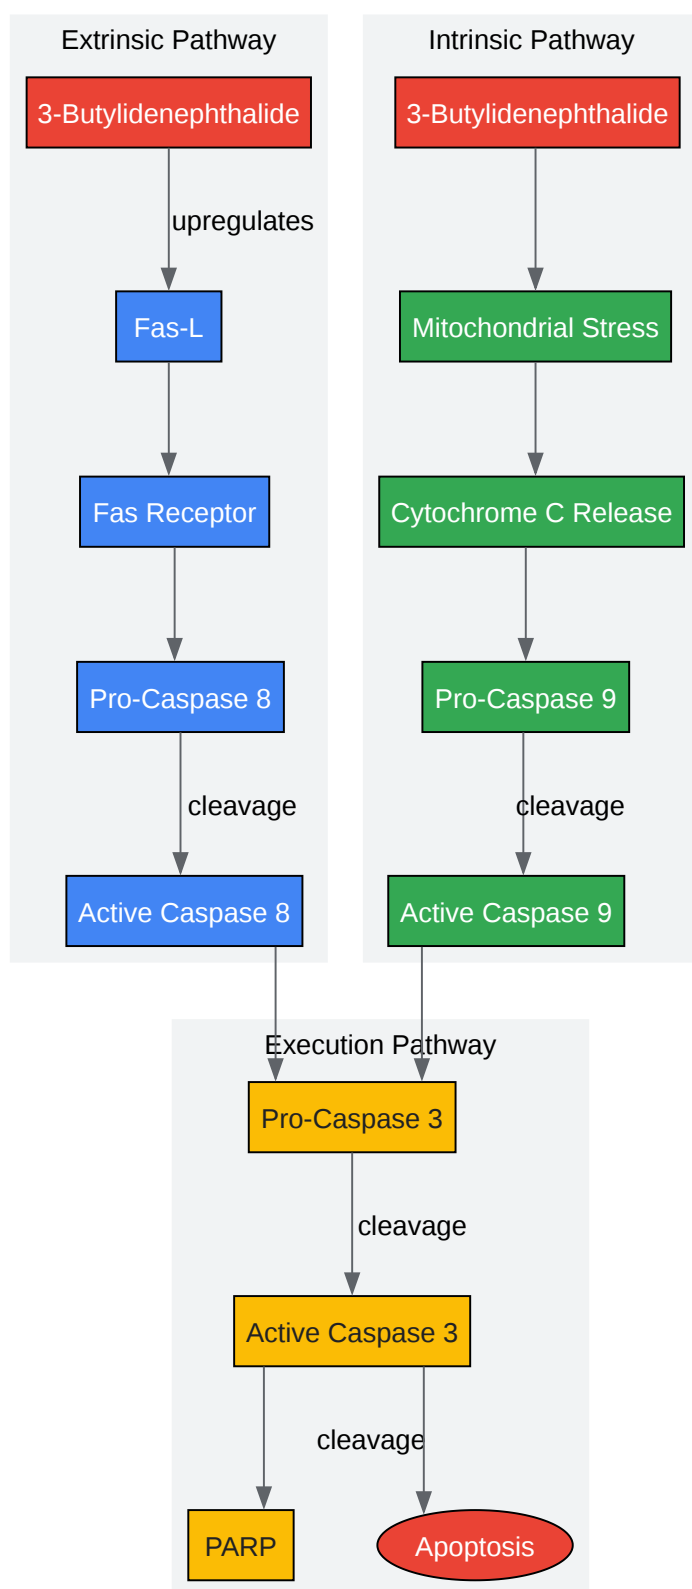 Extrinsic Pathway
3-Butylidenephthalide
upregulates
Fas-L
Fas Receptor
Pro-Caspase 8
cleavage
Active Caspase 8
Intrinsic Pathway
3-Butylidenephthalide
Mitochondrial Stress
Cytochrome C Release
Pro-Caspase 9
cleavage
Active Caspase 9
Execution Pathway
Pro-Caspase 3
cleavage
Active Caspase 3
cleavage
PARP
Apoptosis